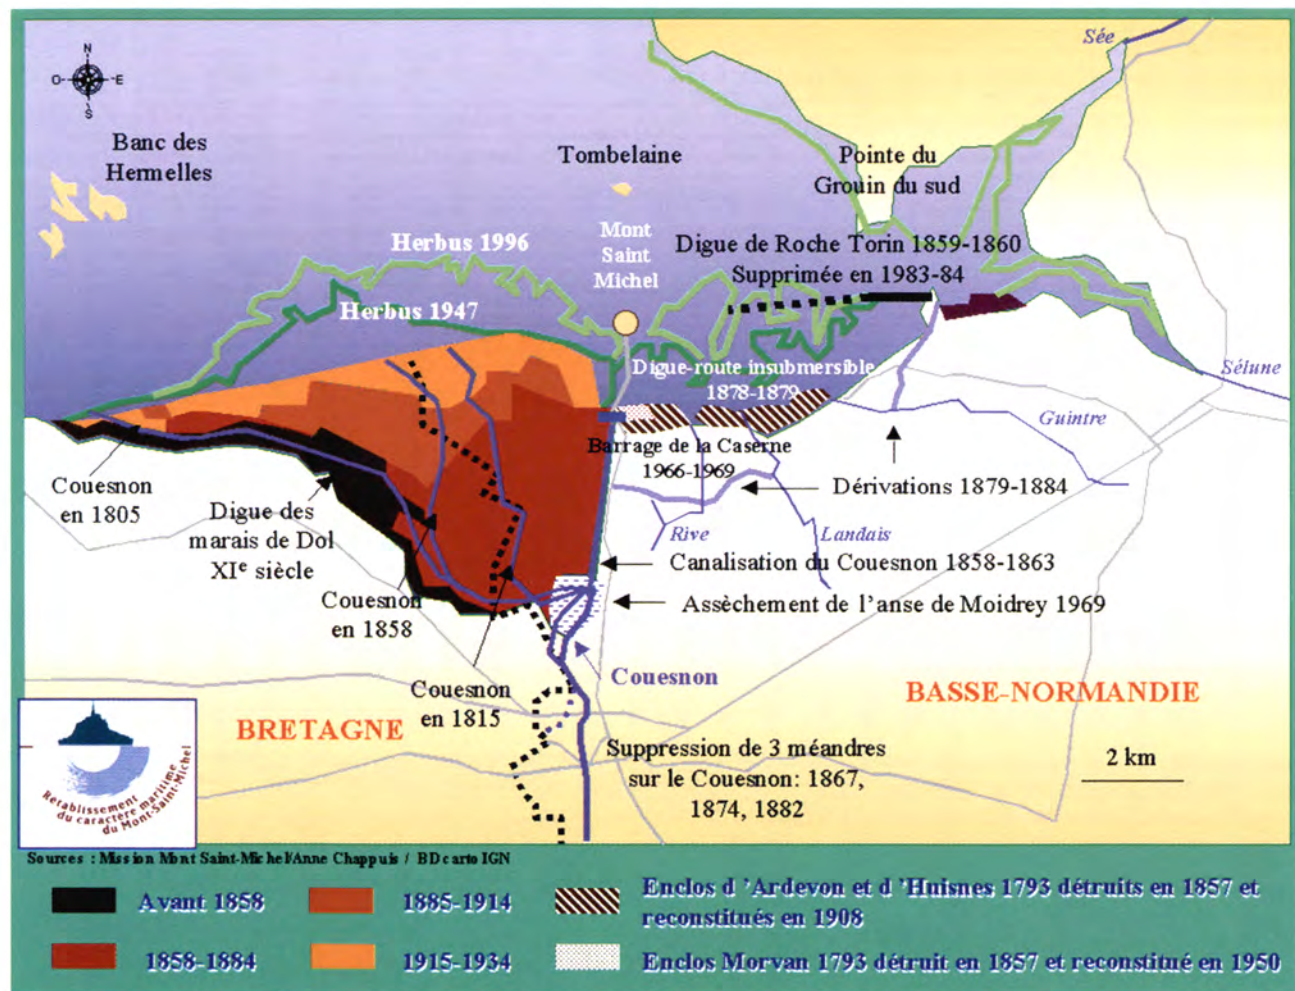 N
O E
S
Sée
Banc des
Hermelles
Tombelaine
Pointe du
Grouin du sud
Herbus 1996
Mont
Saint
Michel
Digue de Roche Torin 1859-1860
Supprimée en 1983-84
Herbus 1947
Digue-route insubmersible
1878-1879
Sélune
Guintre
Barrage de la Caserne
1966-1969
Couesnon
en 1805
Dérivations 1879-1884
Digue des
marais de Dol
XIe siècle
Rive
Landais
Canalisation du Couesnon 1858-1863
Couesnon
en 1858
Assèchement de l'anse de Moidrey 1969
Couesnon
Couesnon
en 1815
BRETAGNE
BASSE-NORMANDIE
Suppression de 3 méandres
sur le Couesnon: 1867,
1874, 1882
2 km
Rétablissement
du caractère maritime
du Mont-Saint-Michel
Sources : Mission Mont Saint-Michel/Anne Chappuis / BDcarto IGN
Avant 1858
1885-1914
Enclos d 'Ardevon et d 'Huisnes 1793 détruits en 1857 et
reconstitués en 1908
1858-1884
1915-1934
Enclos Morvan 1793 détruit en 1857 et reconstitué en 1950